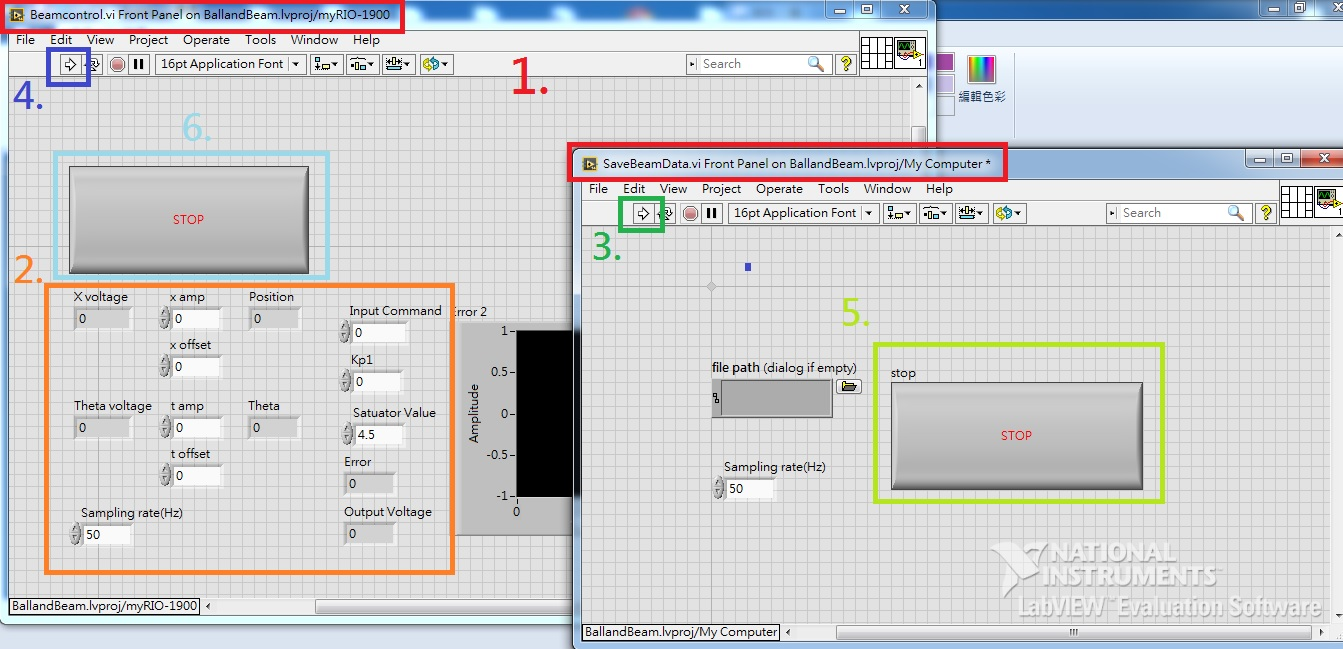 Beamcontrol.vi Front Panel on BallandBeam.lvproj/myRIO-1900
File Edit View Project Operate Tools Window Help
16pt Application Font
Search
?
1
編輯色彩
1.
4.
6.
STOP
2.
X voltage
0
x amp
0
Position
0
x offset
0
Theta voltage
0
t amp
0
Theta
0
t offset
0
Sampling rate(Hz)
50
Input Command
0
Kp1
0
Satuator Value
4.5
Error
0
Output Voltage
0
Error 2
Amplitude
1
0.5
0
-0.5
-1
0
BallandBeam.lvproj/myRIO-1900
SaveBeamData.vi Front Panel on BallandBeam.lvproj/My Computer *
File Edit View Project Operate Tools Window Help
16pt Application Font
Search
?
1
3.
5.
file path (dialog if empty)
Sampling rate(Hz)
50
stop
STOP
NATIONAL
INSTRUMENTS™
LabVIEW™ Evaluation Software
BallandBeam.lvproj/My Computer